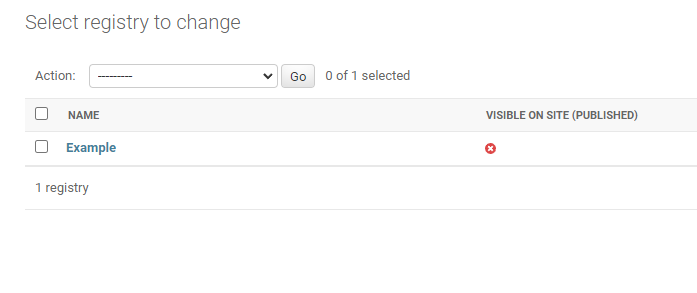 Select registry to change
Action: --------- Go 0 of 1 selected
NAME VISIBLE ON SITE (PUBLISHED)
Example
1 registry